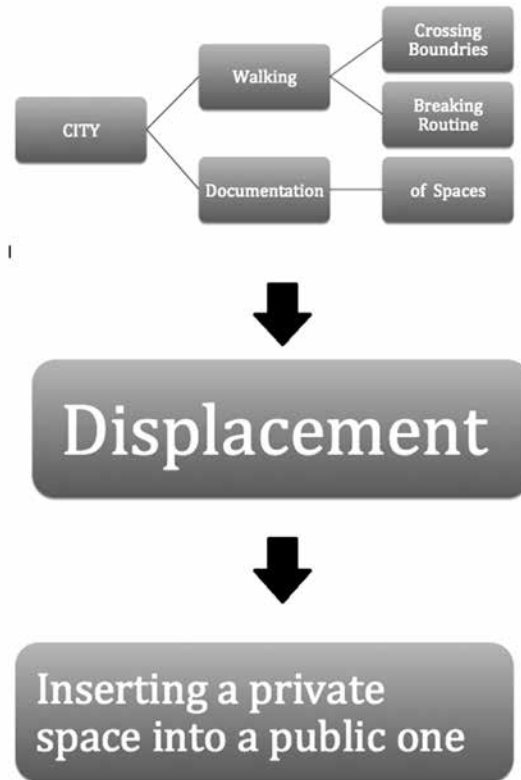 Crossing
Boundries
Walking
CITY
Breaking
Routine
Documentation
of Spaces
Displacement
Inserting a private
space into a public one